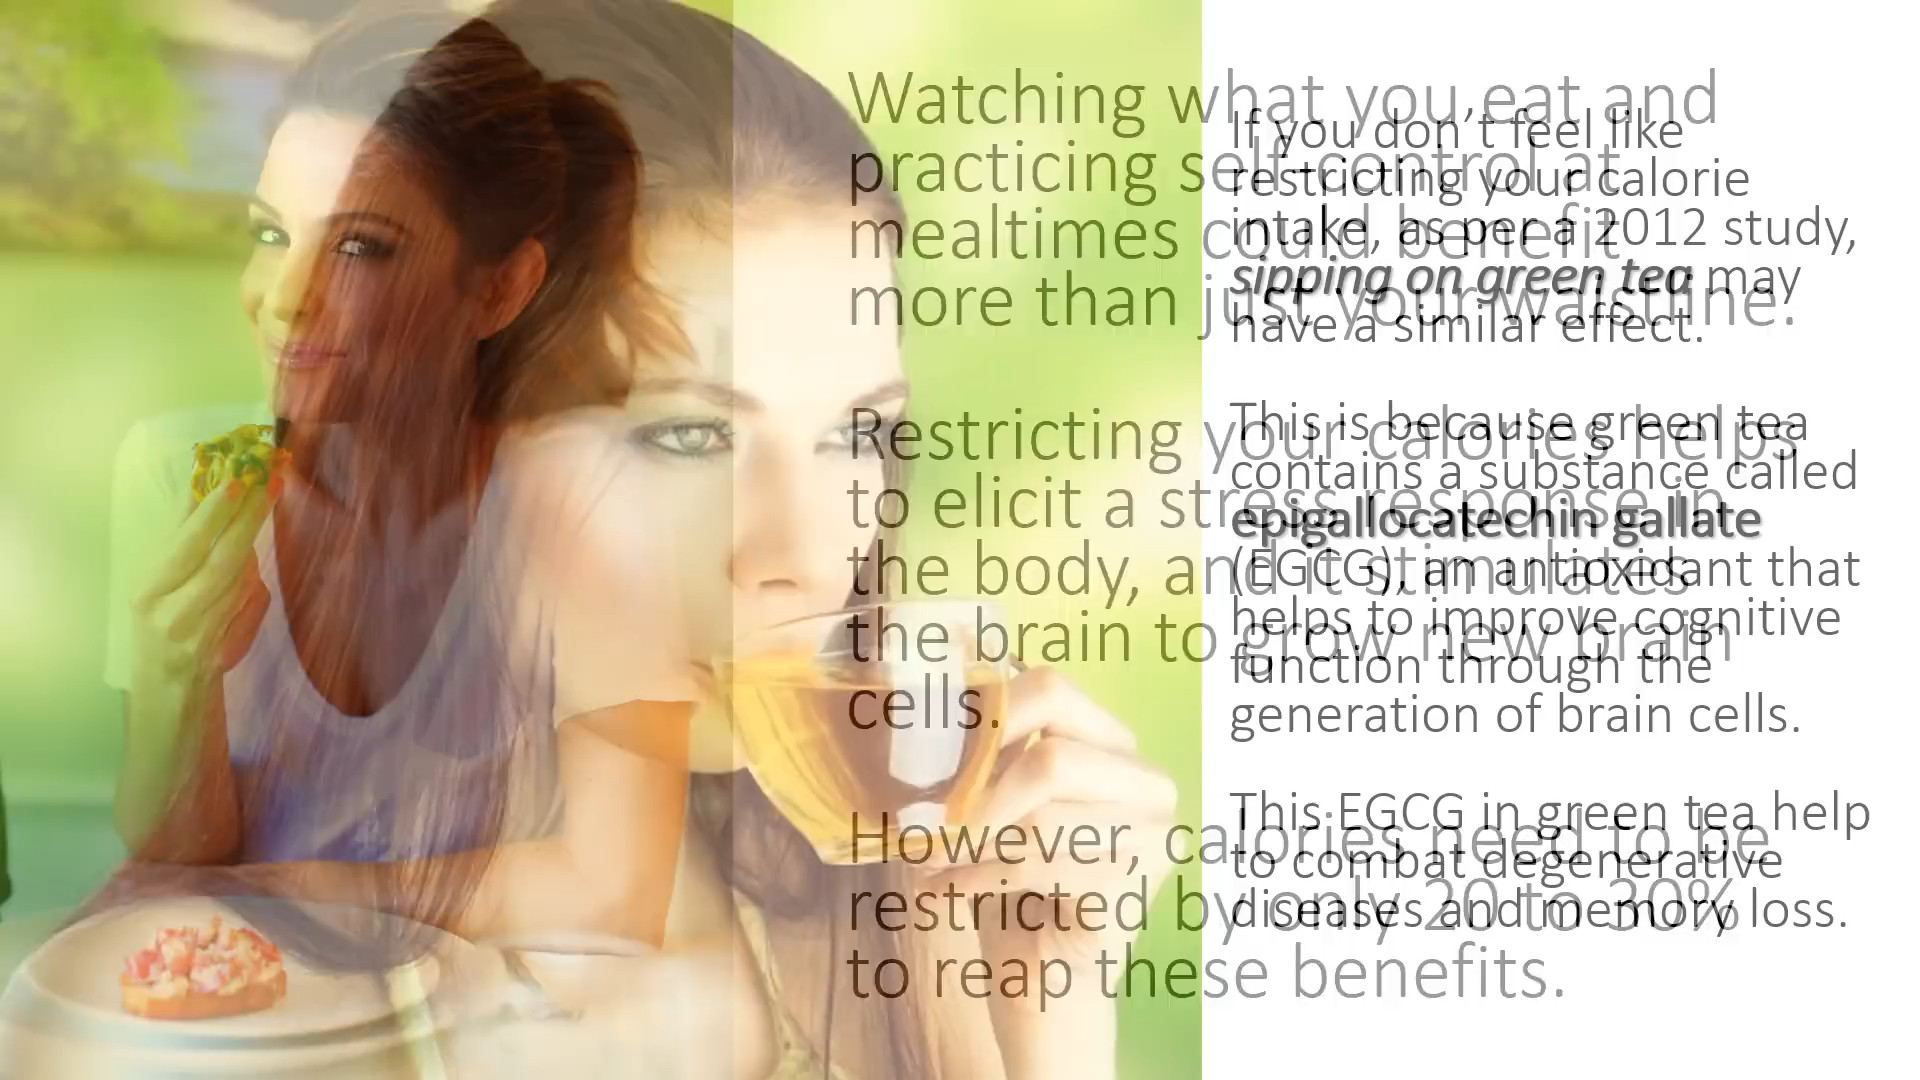 Watching what you eat and
practicing self-control at
mealtimes could benefit
more than just your waistline.
Restricting your calories helps
to elicit a stress response in
the body, and it stimulates
the brain to grow new brain
cells.
However, calories need to be
restricted by only 20 to 30%
to reap these benefits.
If you don't feel like
restricting your calorie
intake, as per a 2012 study,
sipping on green tea may
have a similar effect.
This is because green tea
contains a substance called
epigallocatechin gallate
(EGCG), an antioxidant that
helps to improve cognitive
function through the
generation of brain cells.
This EGCG in green tea help
to combat degenerative
diseases and memory loss.